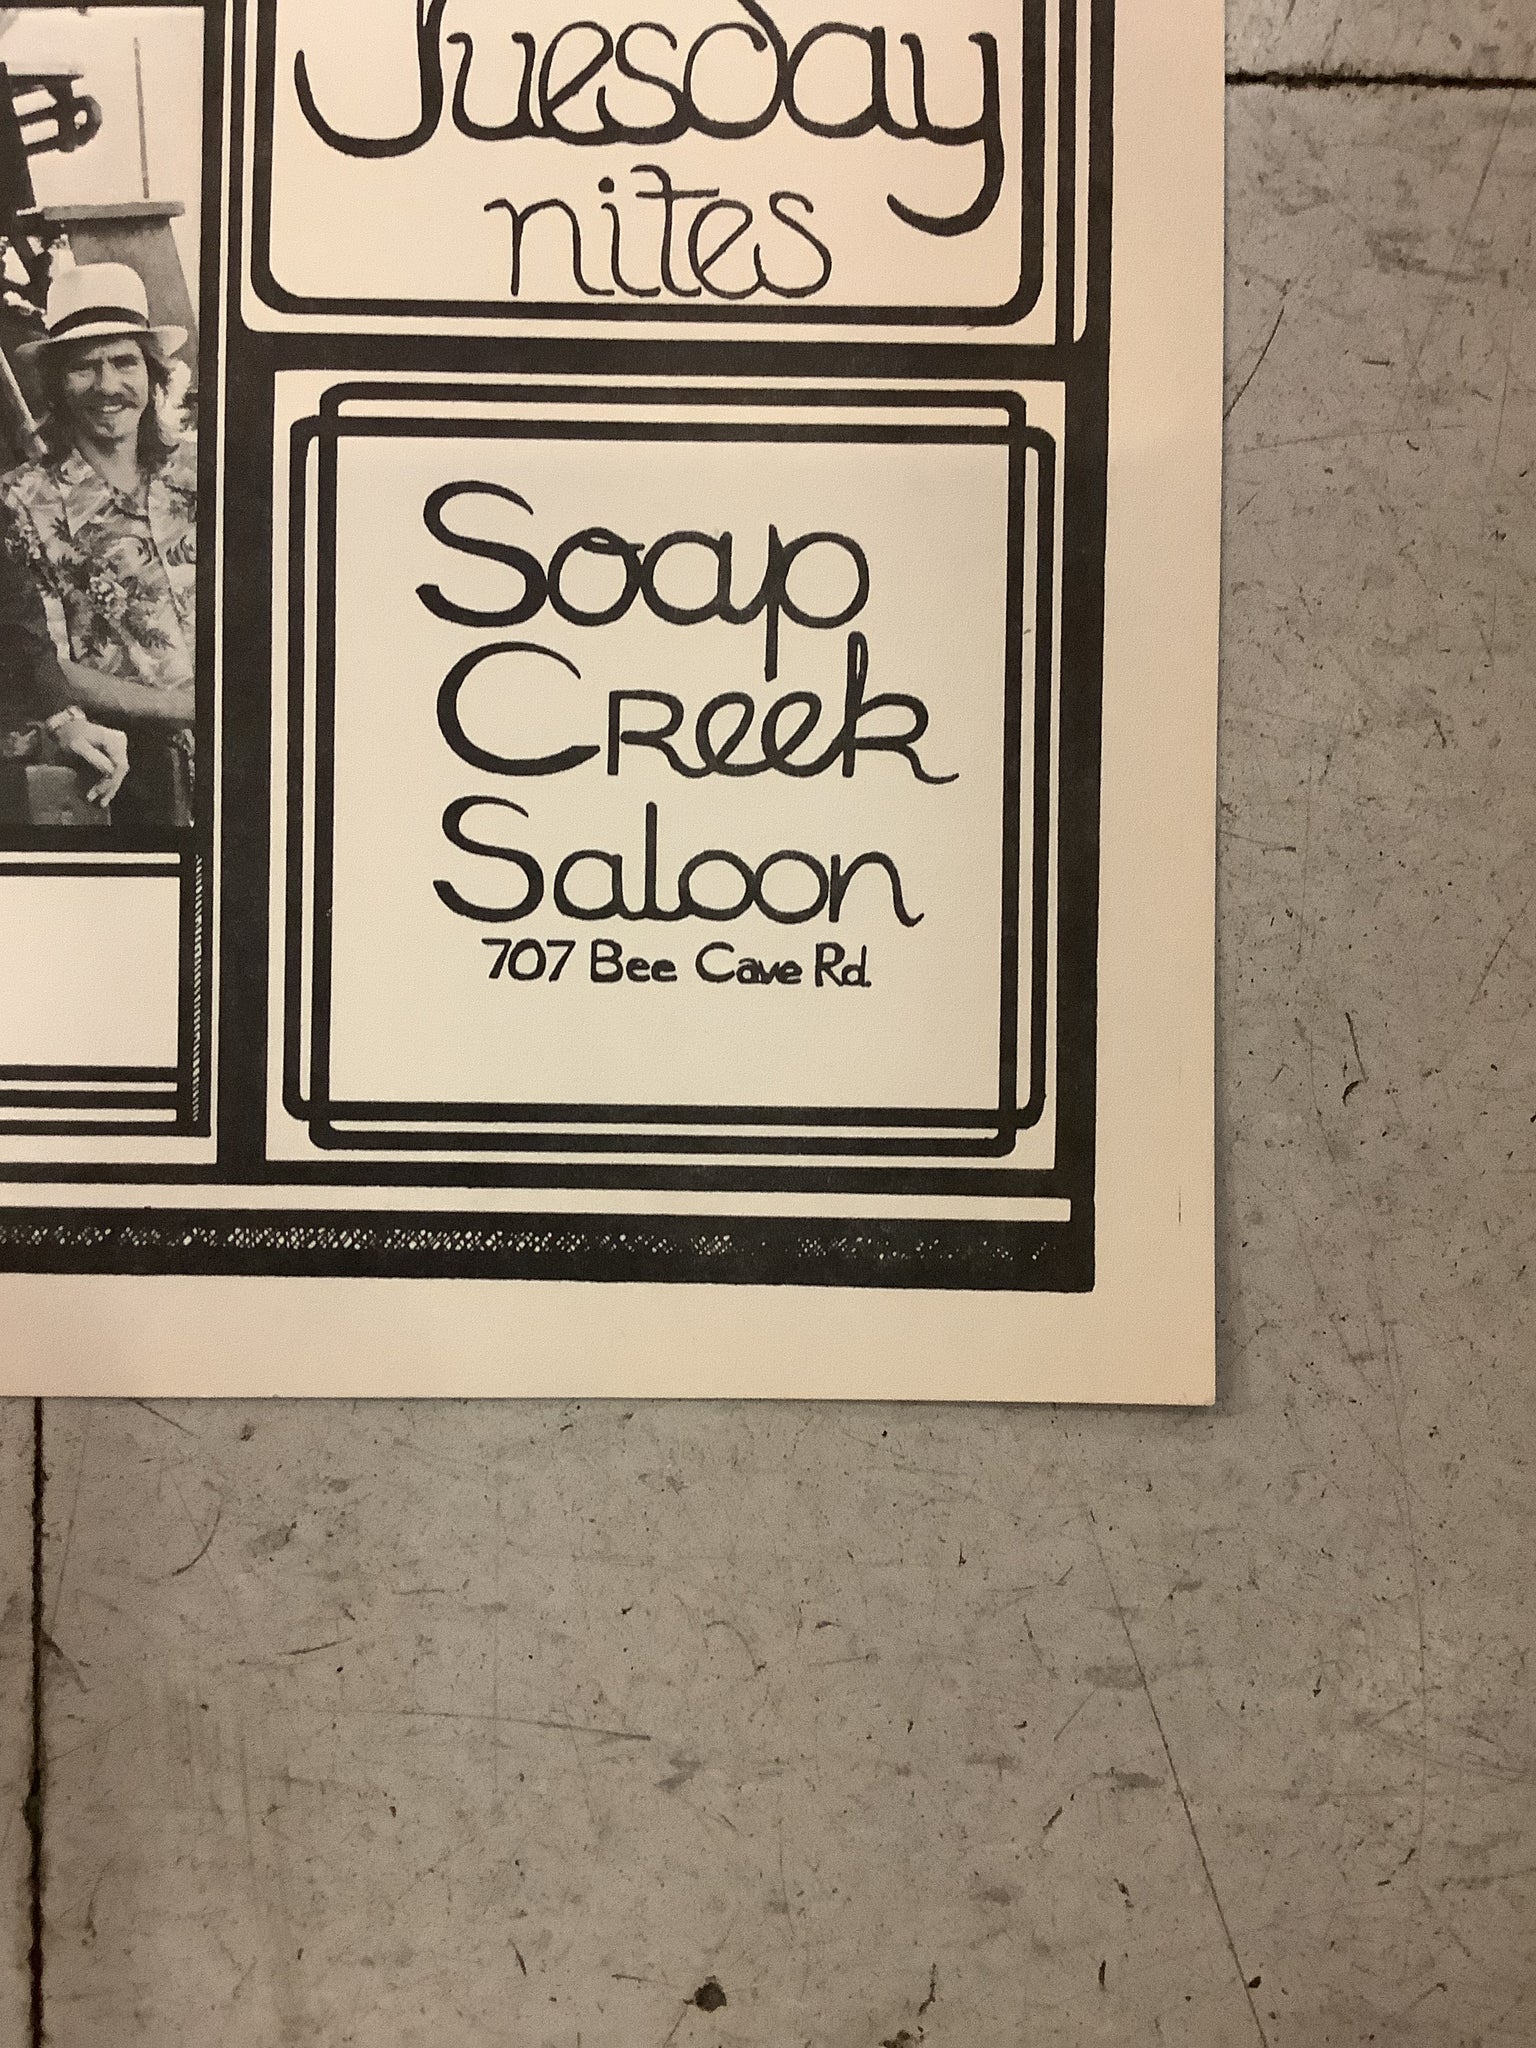 Tuesday
nites
Soap
Creek
Saloon
707 Bee Cave Rd.